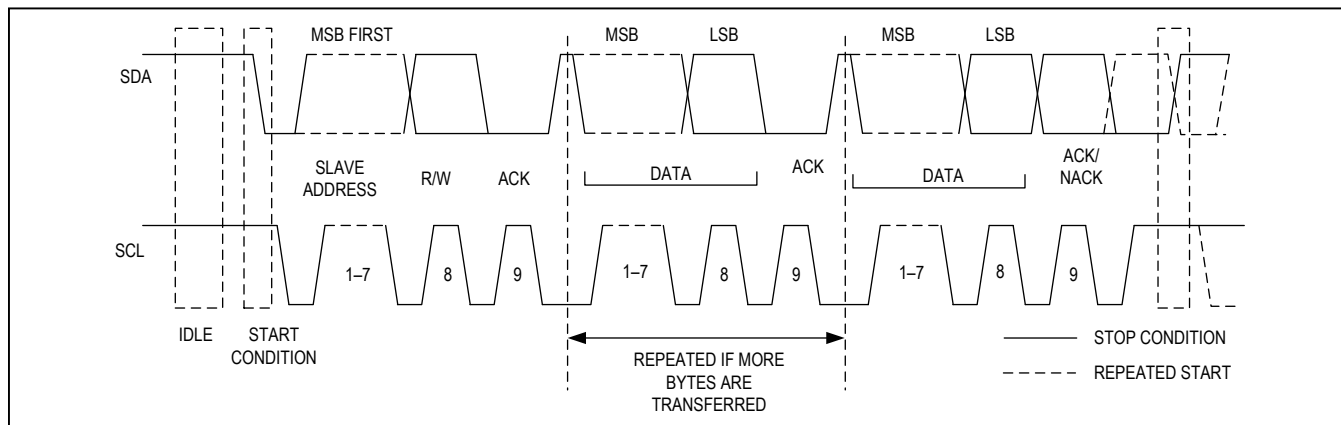 MSB FIRST
MSB
LSB
MSB
LSB
SDA
SLAVE
ADDRESS
R/W
ACK
DATA
ACK
DATA
ACK/
NACK
SCL
1–7
8
9
1–7
8
9
1–7
8
9
IDLE
START
CONDITION
REPEATED IF MORE
BYTES ARE
TRANSFERRED
STOP CONDITION
REPEATED START